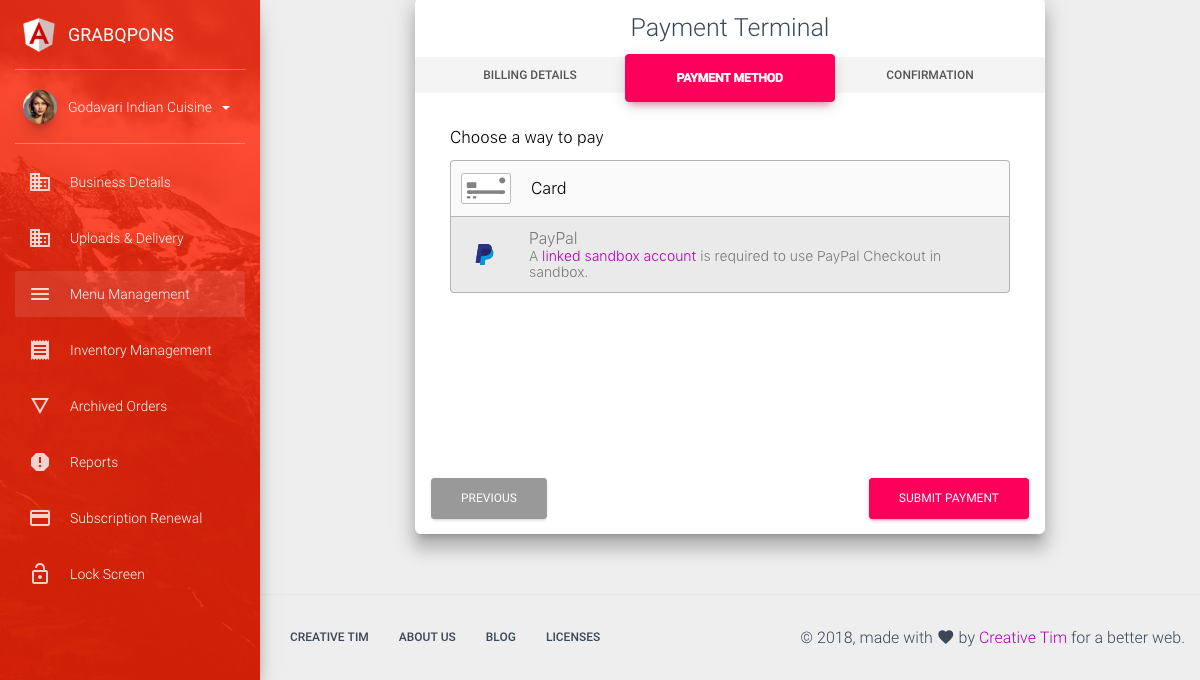 GRABQPONS
Godavari Indian Cuisine
Business Details
Uploads & Delivery
Menu Management
Inventory Management
Archived Orders
Reports
Subscription Renewal
Lock Screen
Payment Terminal
BILLING DETAILS
PAYMENT METHOD
CONFIRMATION
Choose a way to pay
Card
PayPal
A linked sandbox account is required to use PayPal Checkout in
sandbox.
PREVIOUS
SUBMIT PAYMENT
CREATIVE TIM
ABOUT US
BLOG
LICENSES
© 2018, made with ♥ by Creative Tim for a better web.